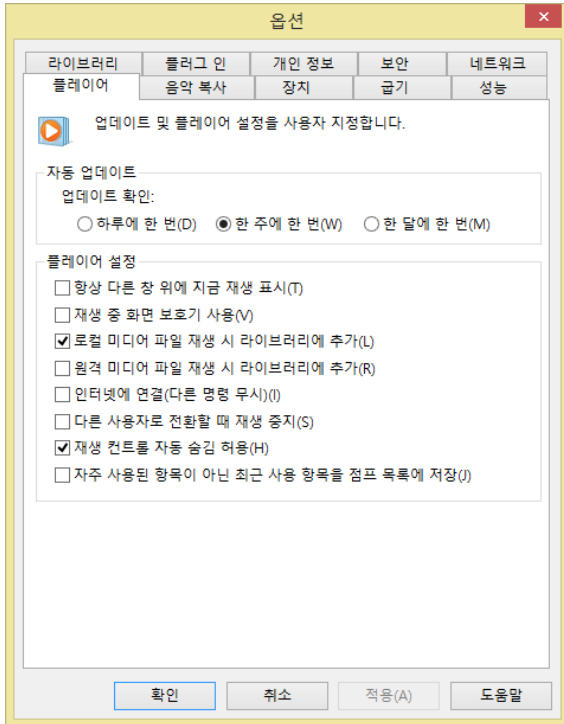 옵션
라이브러리 플러그 인 개인 정보 보안 네트워크
플레이어 음악 복사 장치 굽기 성능
업데이트 및 플레이어 설정을 사용자 지정합니다.
자동 업데이트
업데이트 확인:
하루에 한 번(D) 한 주에 한 번(W) 한 달에 한 번(M)
플레이어 설정
항상 다른 창 위에 지금 재생 표시(T)
재생 중 화면 보호기 사용(V)
로컬 미디어 파일 재생 시 라이브러리에 추가(L)
원격 미디어 파일 재생 시 라이브러리에 추가(R)
인터넷에 연결(다른 명령 무시)(I)
다른 사용자로 전환할 때 재생 중지(S)
재생 컨트롤 자동 숨김 허용(H)
자주 사용된 항목이 아닌 최근 사용 항목을 점프 목록에 저장(J)
확인 취소 적용(A) 도움말